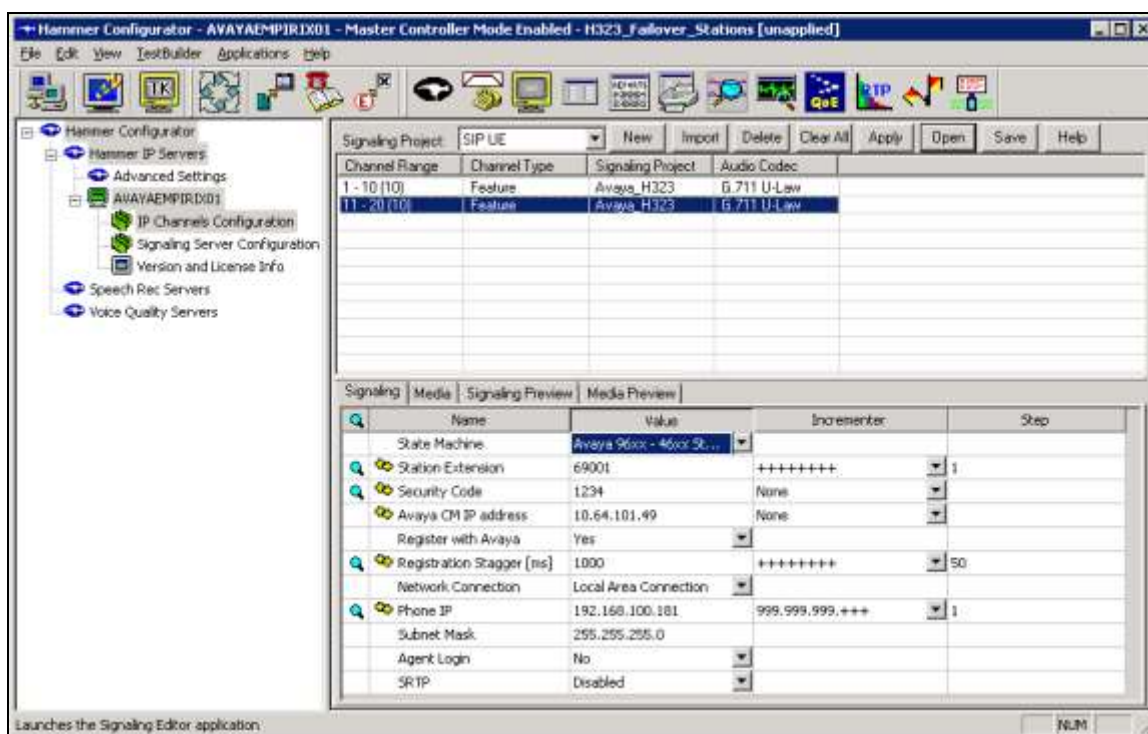 Hammer Configurator - AVAYAEMPIRIX01 - Master Controller Mode Enabled - H323_Failover_Stations [unapplied]
File Edit View TestBuilder Applications Help
TK
E
QoE
RTP
Hammer Configurator
Hammer IP Servers
Advanced Settings
AVAYAEMPIRIX01
IP Channels Configuration
Signaling Server Configuration
Version and License Info
Speech Rec Servers
Voice Quality Servers
Signaling Project SIP UE New Import Delete Clear All Apply Open Save Help
Channel Range Channel Type Signaling Project Audio Codec
1 - 10 (10) Feature Avaya_H323 G.711 U-Law
11 - 20 (10) Feature Avaya_H323 G.711 U-Law
Signaling Media Signaling Preview Media Preview
Name Value Incrementer Step
State Machine Avaya 96xx - 46xx St...
Station Extension 69001 ++++++++ 1
Security Code 1234 None
Avaya CM IP address 10.64.101.49 None
Register with Avaya Yes
Registration Stagger [ms] 1000 ++++++++ 50
Network Connection Local Area Connection
Phone IP 192.168.100.181 999.999.999.+++ 1
Subnet Mask 255.255.255.0
Agent Login No
SRTP Disabled
Launches the Signaling Editor application NUM